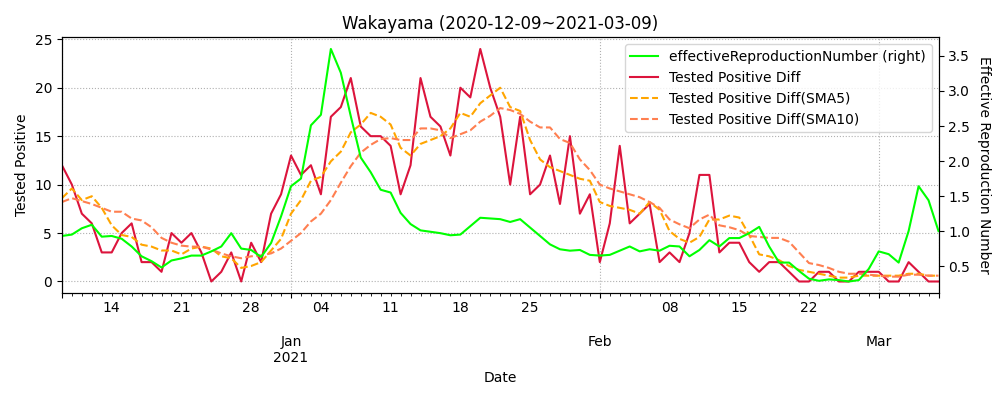 Wakayama (2020-12-09~2021-03-09)
effectiveReproductionNumber (right)
Tested Positive Diff
Tested Positive Diff(SMA5)
Tested Positive Diff(SMA10)
Tested Positive
25
20
15
10
5
0
3.5
3.0
2.5
2.0
1.5
1.0
0.5
Effective Reproduction Number
14 21 28 04 11 18 25 08 15 22
Jan Feb Mar
2021
Date